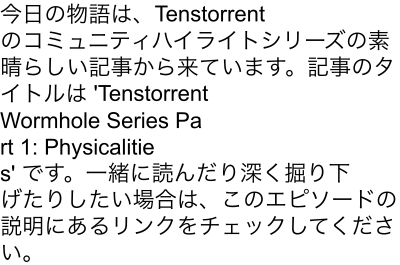 今日の物語は、Tenstorrent
のコミュニティハイライトシリーズの素
晴らしい記事から来ています。記事のタ
イトルは 'Tenstorrent
Wormhole Series Pa
rt 1: Physicalitie
s' です。一緒に読んだり深く掘り下
げたりしたい場合は、このエピソードの
説明にあるリンクをチェックしてくださ
い。